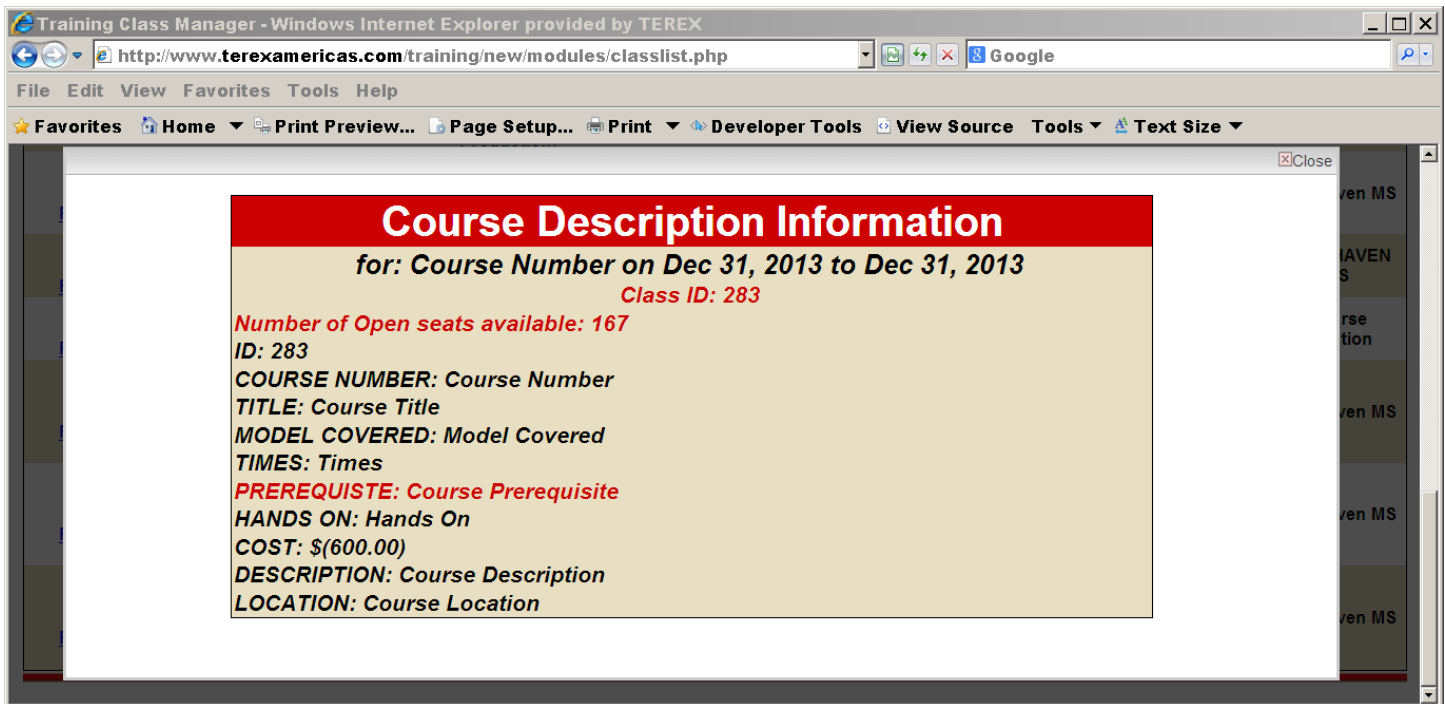 Training Class Manager - Windows Internet Explorer provided by TEREX
http://www.terexamericas.com/training/new/modules/classlist.php Google
File Edit View Favorites Tools Help
Favorites Home Print Preview... Page Setup... Print Developer Tools View Source Tools Text Size
Close
Course Description Information
for: Course Number on Dec 31, 2013 to Dec 31, 2013
Class ID: 283
Number of Open seats available: 167
ID: 283
COURSE NUMBER: Course Number
TITLE: Course Title
MODEL COVERED: Model Covered
TIMES: Times
PREREQUISTE: Course Prerequisite
HANDS ON: Hands On
COST: $(600.00)
DESCRIPTION: Course Description
LOCATION: Course Location
ven MS
HAVEN
S
rse
tion
ven MS
ven MS
ven MS